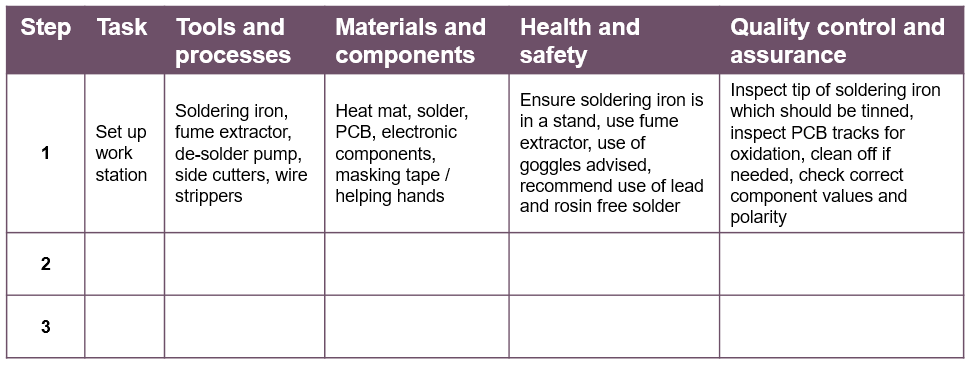 Step
Task
Tools and
processes
Materials and
components
Health and
safety
Quality control and
assurance
1
Set up
work
station
Soldering iron,
fume extractor,
de-solder pump,
side cutters, wire
strippers
Heat mat, solder,
PCB, electronic
components,
masking tape /
helping hands
Ensure soldering iron is
in a stand, use fume
extractor, use of
goggles advised,
recommend use of lead
and rosin free solder
Inspect tip of soldering iron
which should be tinned,
inspect PCB tracks for
oxidation, clean off if
needed, check correct
component values and
polarity
2
3